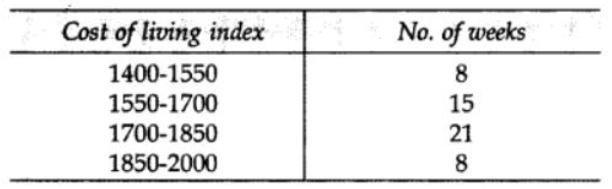 Cost of living index No. of weeks
1400-1550 8
1550-1700 15
1700-1850 21
1850-2000 8